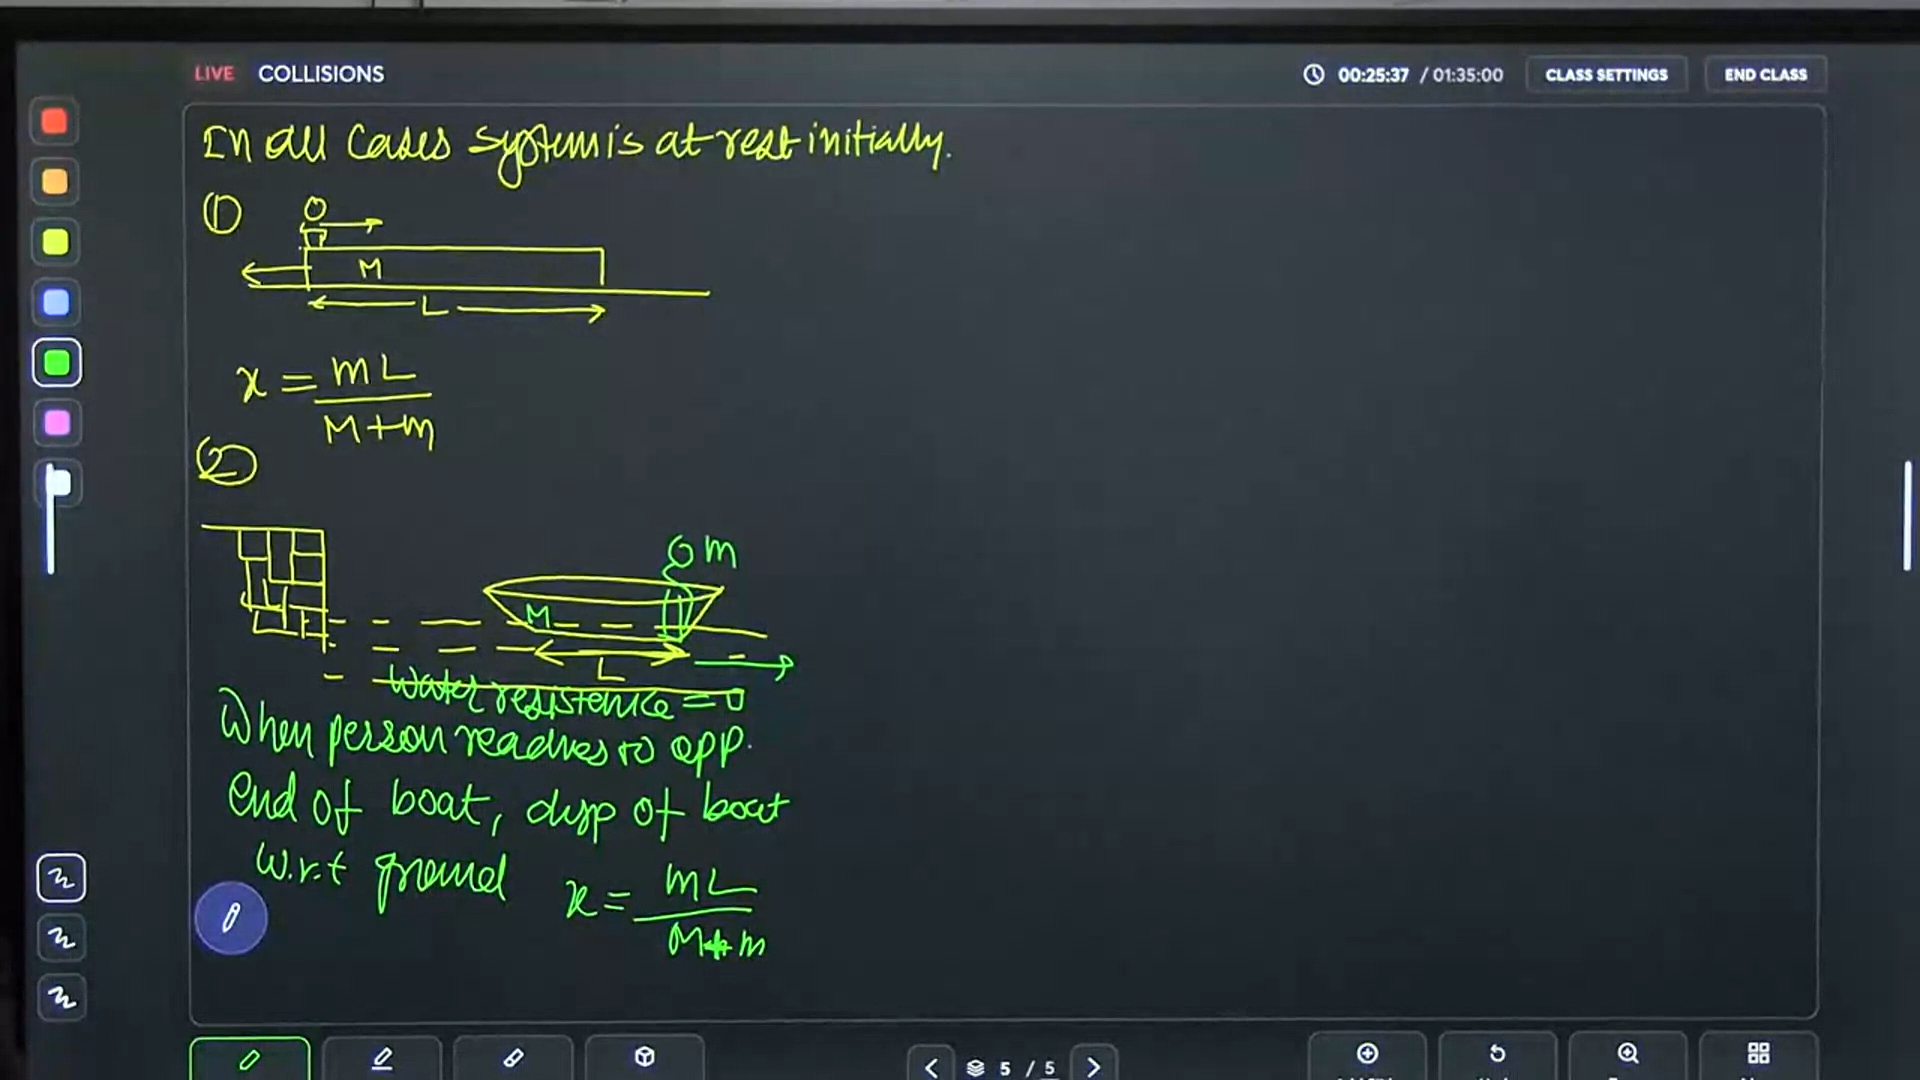 LIVE COLLISIONS 00:25:37 / 01:35:00 CLASS SETTINGS END CLASS
In all Cases system is at rest initially.
①
M
L
x = mL / M+m
②
m
M
L
Water resistence = 0
When person reaches to opp.
end of boat, disp of boat
w.r.t ground x = mL / M+m
5 / 5